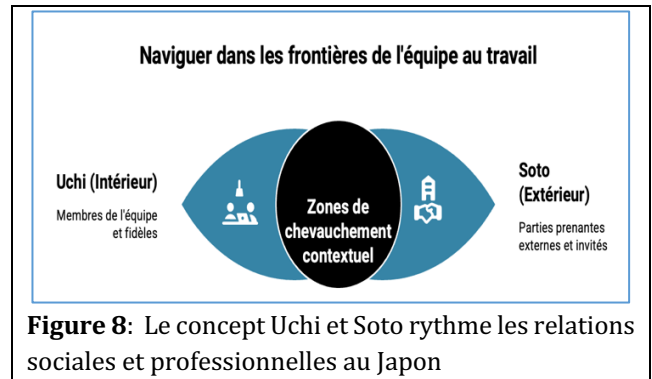 Naviguer dans les frontières de l'équipe au travail
Uchi (Intérieur)
Membres de l'équipe
et fidèles
Zones de
chevauchement
contextuel
Soto
(Extérieur)
Parties prenantes
externes et invités
Figure 8: Le concept Uchi et Soto rythme les relations
sociales et professionnelles au Japon